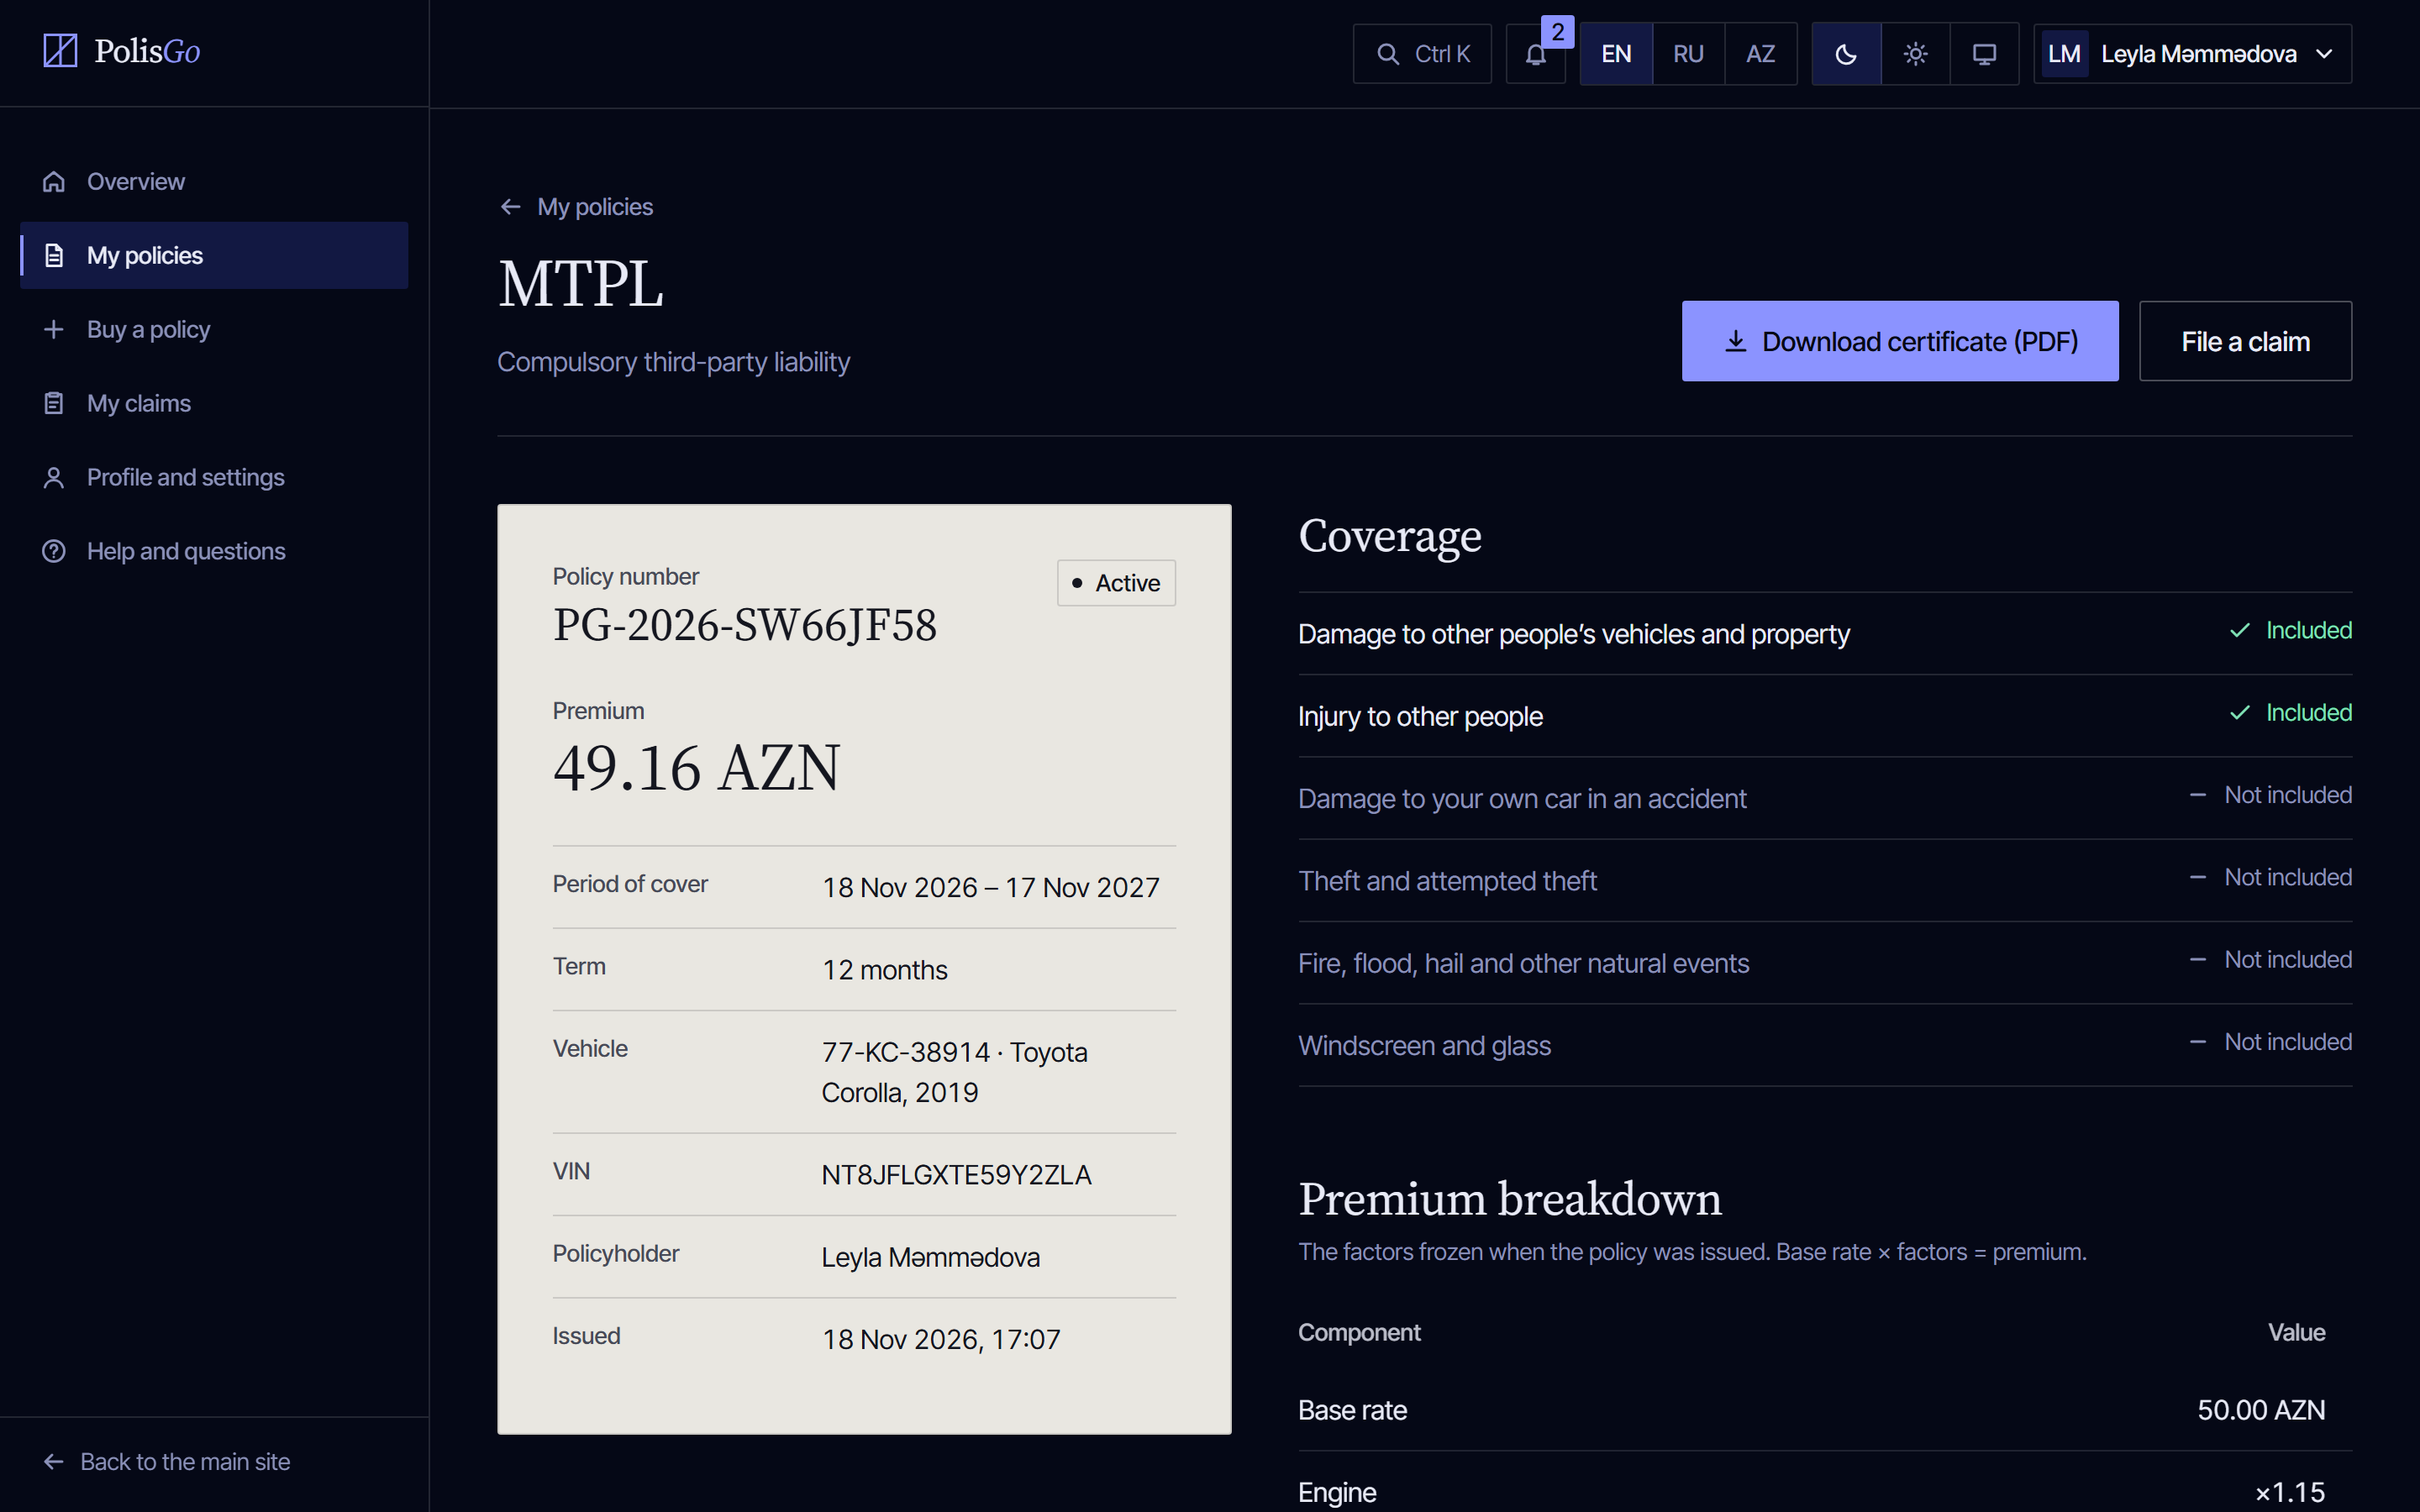 PolisGo
Ctrl K
2
EN
RU
AZ
LM
Leyla Məmmədova
Overview
My policies
Buy a policy
My claims
Profile and settings
Help and questions
Back to the main site
My policies
MTPL
Compulsory third-party liability
Download certificate (PDF)
File a claim
Policy number
Active
PG-2026-SW66JF58
Premium
49.16 AZN
Period of cover
18 Nov 2026 – 17 Nov 2027
Term
12 months
Vehicle
77-KC-38914 · Toyota
Corolla, 2019
VIN
NT8JFLGXTE59Y2ZLA
Policyholder
Leyla Məmmədova
Issued
18 Nov 2026, 17:07
Coverage
Damage to other people’s vehicles and property
Included
Injury to other people
Included
Damage to your own car in an accident
Not included
Theft and attempted theft
Not included
Fire, flood, hail and other natural events
Not included
Windscreen and glass
Not included
Premium breakdown
The factors frozen when the policy was issued. Base rate × factors = premium.
Component
Value
Base rate
50.00 AZN
Engine
×1.15